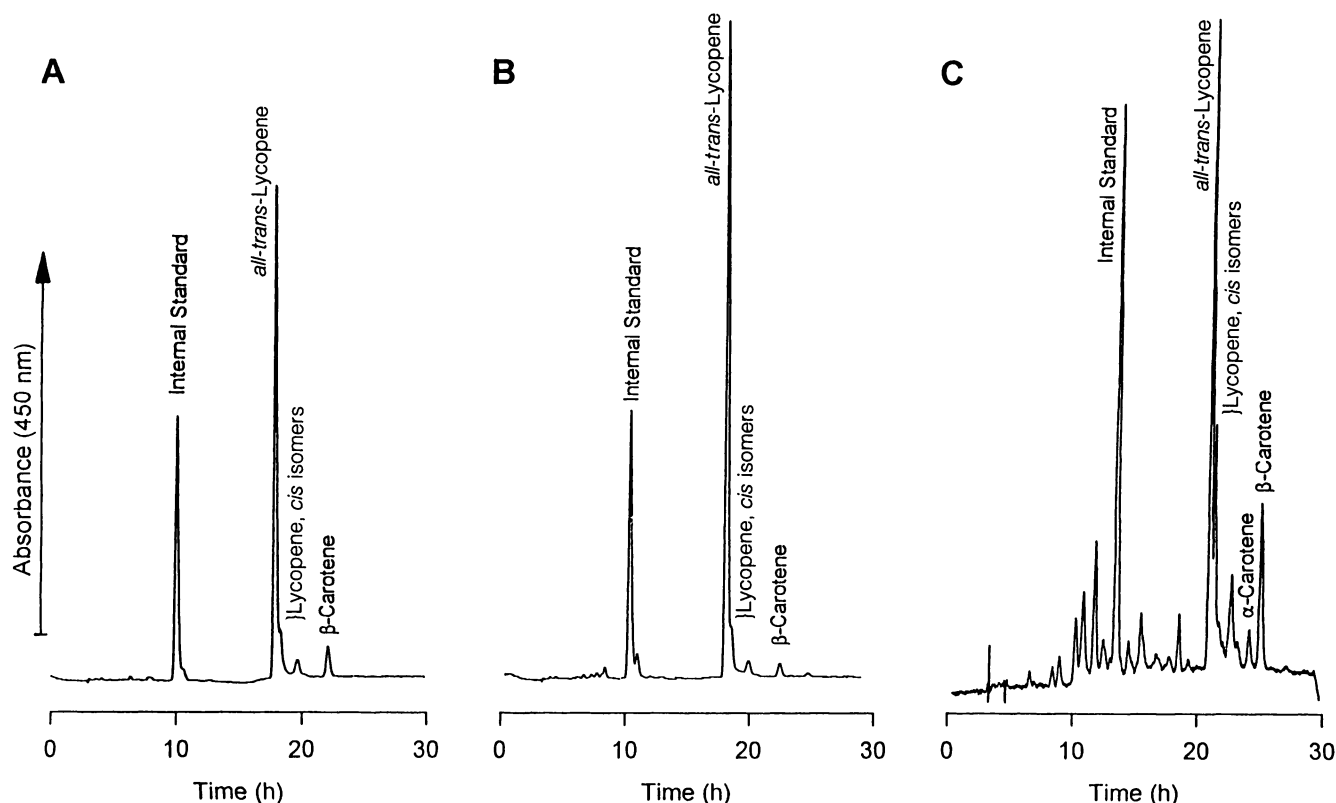 A
Absorbance (450 nm)
Internal Standard
all-trans-Lycopene
}Lycopene, cis isomers
β-Carotene
0 10 20 30
Time (h)
B
Internal Standard
all-trans-Lycopene
}Lycopene, cis isomers
β-Carotene
0 10 20 30
Time (h)
C
Internal Standard
all-trans-Lycopene
}Lycopene, cis isomers
α-Carotene
β-Carotene
0 10 20 30
Time (h)